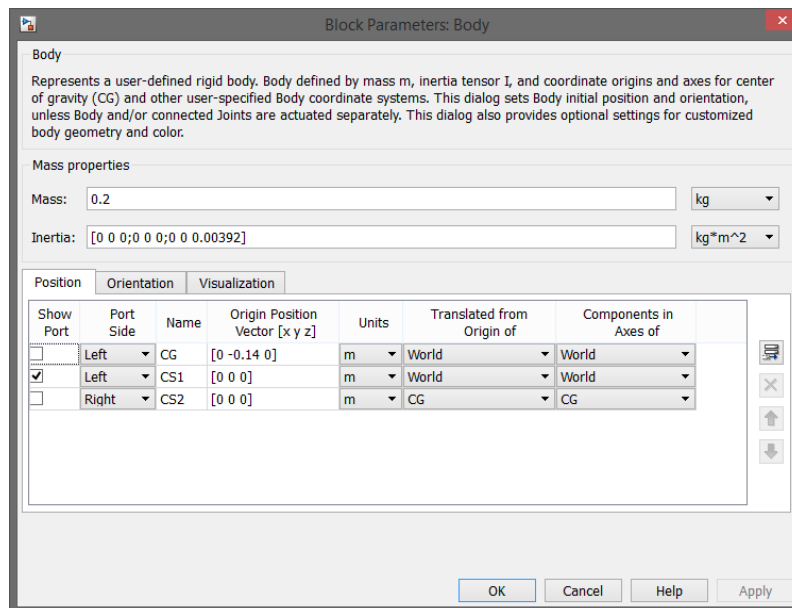 Block Parameters: Body
Body
Represents a user-defined rigid body. Body defined by mass m, inertia tensor I, and coordinate origins and axes for center
of gravity (CG) and other user-specified Body coordinate systems. This dialog sets Body initial position and orientation,
unless Body and/or connected Joints are actuated separately. This dialog also provides optional settings for customized
body geometry and color.
Mass properties
Mass: 0.2 kg
Inertia: [0 0 0;0 0 0;0 0 0.00392] kg*m^2
Position Orientation Visualization
Show Port Port Side Name Origin Position Vector [x y z] Units Translated from Origin of Components in Axes of
Left CG [0 -0.14 0] m World World
Left CS1 [0 0 0] m World World
Right CS2 [0 0 0] m CG CG
OK Cancel Help Apply